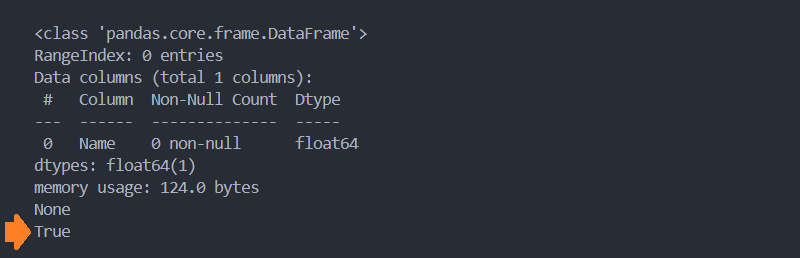 <class 'pandas.core.frame.DataFrame'>
RangeIndex: 0 entries
Data columns (total 1 columns):
 #   Column  Non-Null Count  Dtype
---  ------  --------------  -----
 0   Name    0 non-null      float64
dtypes: float64(1)
memory usage: 124.0 bytes
None
True